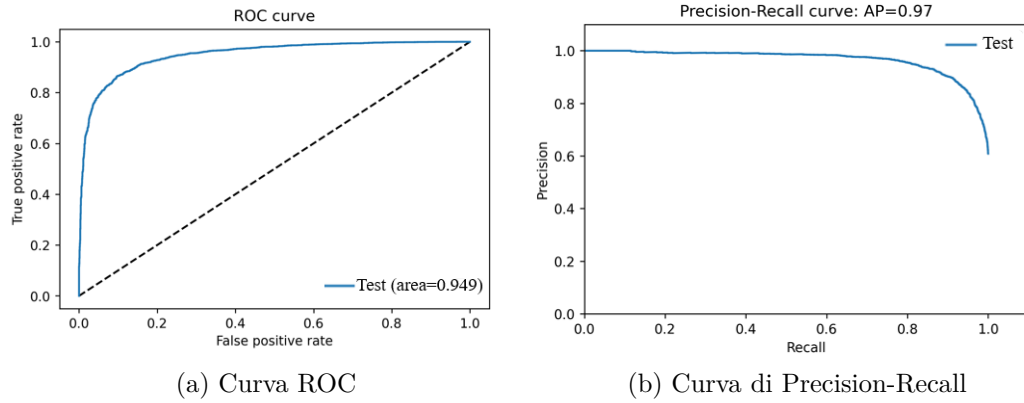 ROC curve
True positive rate
1.0
0.8
0.6
0.4
0.2
0.0
0.0 0.2 0.4 0.6 0.8 1.0
False positive rate
Test (area=0.949)
(a) Curva ROC
Precision-Recall curve: AP=0.97
Precision
1.0
0.8
0.6
0.4
0.2
0.0
0.0 0.2 0.4 0.6 0.8 1.0
Recall
Test
(b) Curva di Precision-Recall